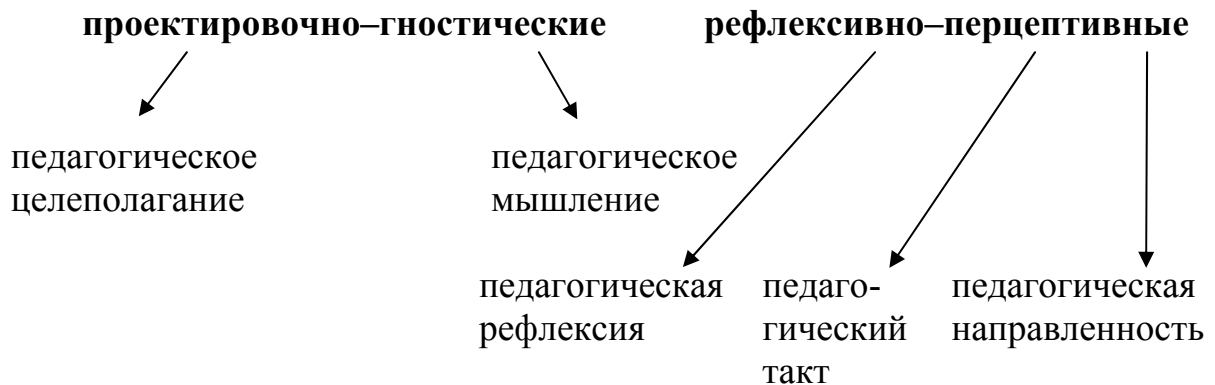 проектировочно–гностические рефлексивно–перцептивные
педагогическое
целеполагание
педагогическое
мышление
педагогическая
рефлексия
педаго-
гический
такт
педагогическая
направленность